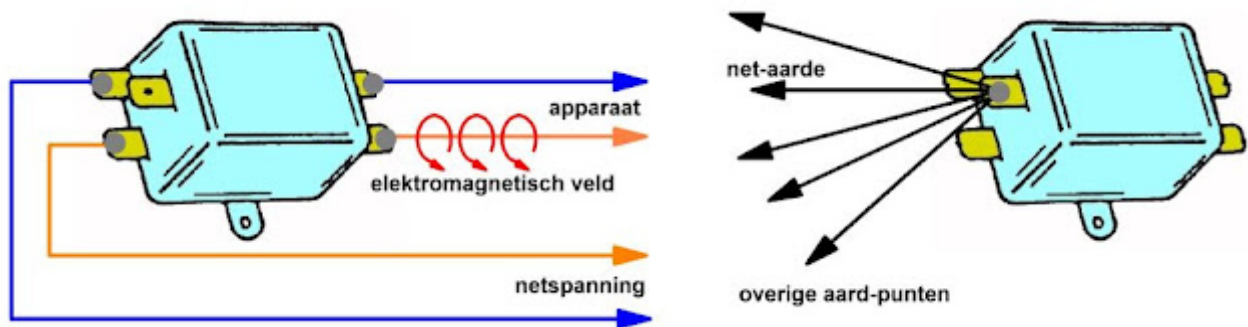 apparaat
elektromagnetisch veld
netspanning
net-aarde
overige aard-punten